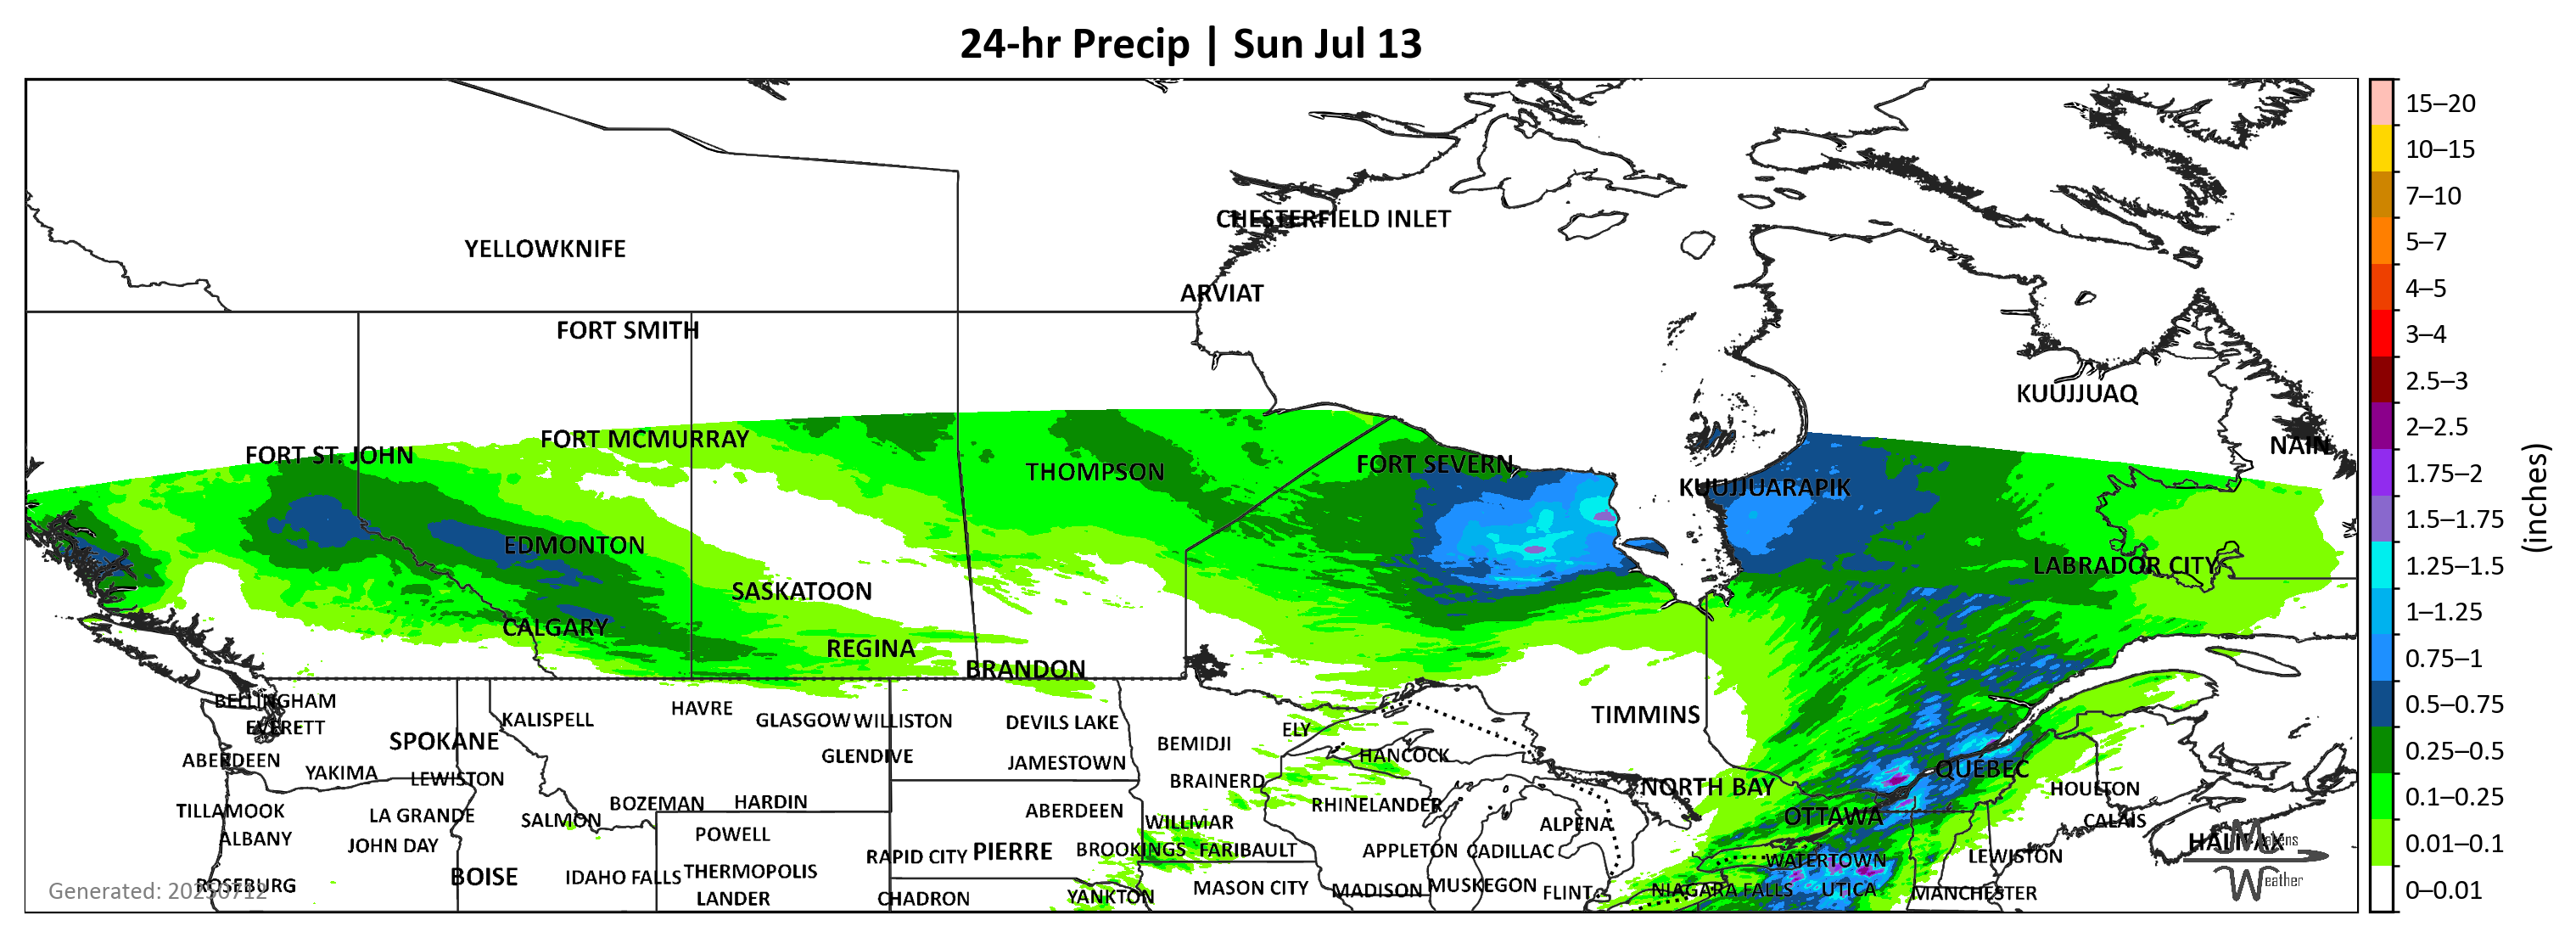 24-hr Precip | Sun Jul 13
CHESTERFIELD INLET
YELLOWKNIFE
ARVIAT
FORT SMITH
KUUJJUAQ
FORT MCMURRAY
NAIN
FORT ST. JOHN
THOMPSON
FORT SEVERN
KUUJJUARAPIK
EDMONTON
LABRADOR CITY
SASKATOON
CALGARY
REGINA
BRANDON
BELLINGHAM
HAVRE
KALISPELL
GLASGOW WILLISTON
DEVILS LAKE
TIMMINS
EVERETT
ELY
SPOKANE
BEMIDJI
ABERDEEN
GLENDIVE
JAMESTOWN
HANCOCK
QUÉBEC
YAKIMA
LEWISTON
BRAINERD
NORTH BAY
HOULTON
BOZEMAN
HARDIN
RHINELANDER
TILLAMOOK
LA GRANDE
SALMON
ABERDEEN
WILLMAR
ALPENA
OTTAWA
CALAIS
ALBANY
JOHN DAY
POWELL
RAPID CITY
PIERRE
BROOKINGS
FARIBAULT
APPLETON
CADILLAC
WATERTOWN
LEWISTON
HALIFAX
Makens
Weather
BOISE
IDAHO FALLS
THERMOPOLIS
ROSEBURG
Generated: 20250712
LANDER
CHADRON
YANKTON
MASON CITY
MADISON
MUSKEGON
FLINT
NIAGARA FALLS
UTICA
MANCHESTER
15–20
10–15
7–10
5–7
4–5
3–4
2.5–3
2–2.5
1.75–2
1.5–1.75
1.25–1.5
1–1.25
0.75–1
0.5–0.75
0.25–0.5
0.1–0.25
0.01–0.1
0–0.01
(inches)